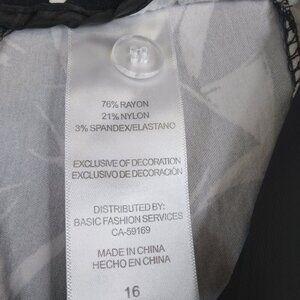 76% RAYON
21% NYLON
3% SPANDEX/ELASTANO
EXCLUSIVE OF DECORATION
EXCLUSIVO DE DECORACIÓN
DISTRIBUTED BY:
BASIC FASHION SERVICES
CA-59169
MADE IN CHINA
HECHO EN CHINA
16